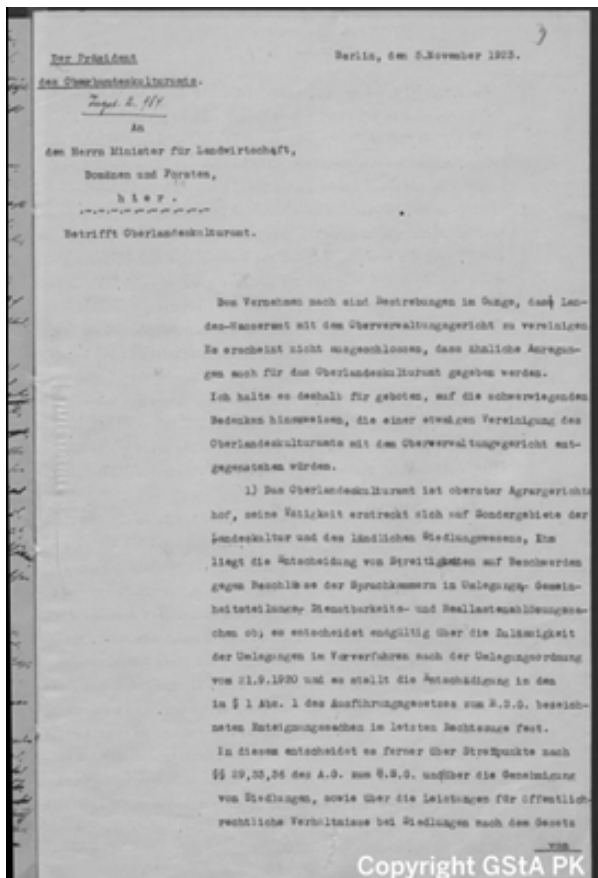 Der Präsident
des Oberlandeskulturamts.
An
den Herrn Minister für Landwirtschaft,
Domänen und Forsten,
h i e r .
Betrifft Oberlandeskulturamt.
Berlin, den 5.November 1923.
Dem Vernehmen nach sind Bestrebungen im Gange, das Lan-
des-Wasseramt mit dem Oberverwaltungsgericht zu vereinigen
Es erscheint nicht ausgeschlossen, dass ähnliche Anregun-
gen auch für das Oberlandeskulturamt gegeben werden.
Ich halte es deshalb für geboten, auf die schwerwiegenden
Bedenken hinzuweisen, die einer etwaigen Vereinigung des
Oberlandeskulturamts mit dem Oberverwaltungsgericht ent-
gegenstehen würden.
1) Das Oberlandeskulturamt ist oberster Agrargerichts
hof, seine Tätigkeit erstreckt sich auf Sondergebiete der
Landeskultur und des ländlichen Siedlungswesens, Ihm
liegt die Entscheidung von Streitigkeiten auf Beschwerden
gegen Beschlüsse der Spruchkammern in Umlegungs- Gemein-
heitsteilungs- Dienstbarkeits- und Reallastenablösungssa-
chen ob; es entscheidet endgültig über die Zulässigkeit
der Umlegungen im Vorverfahren nach der Umlegungsordnung
vom 21.9.1920 und es stellt die Entschädigung in den
im § 1 Abs. 1 des Ausführungsgesetzes zum R.S.G. bezeich-
neten Enteignungssachen im letzten Rechtszuge fest.
In diesem entscheidet es ferner über Streitpunkte nach
§§ 29,35,36 des A.G. zum R.S.G. und über die Genehmigung
von Siedlungen, sowie über die Leistungen für öffentlich-
rechtliche Verhältnisse bei Siedlungen nach dem Gesetz
vom
Copyright GStA PK